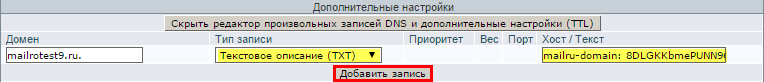 Дополнительные настройки
Скрыть редактор произвольных записей DNS и дополнительные настройки (TTL)
Домен Тип записи Приоритет Вес Порт Хост / Текст
mailrotest9.ru. Текстовое описание (TXT) mailru-domain: 8DLGKKbmePUNN9
Добавить запись